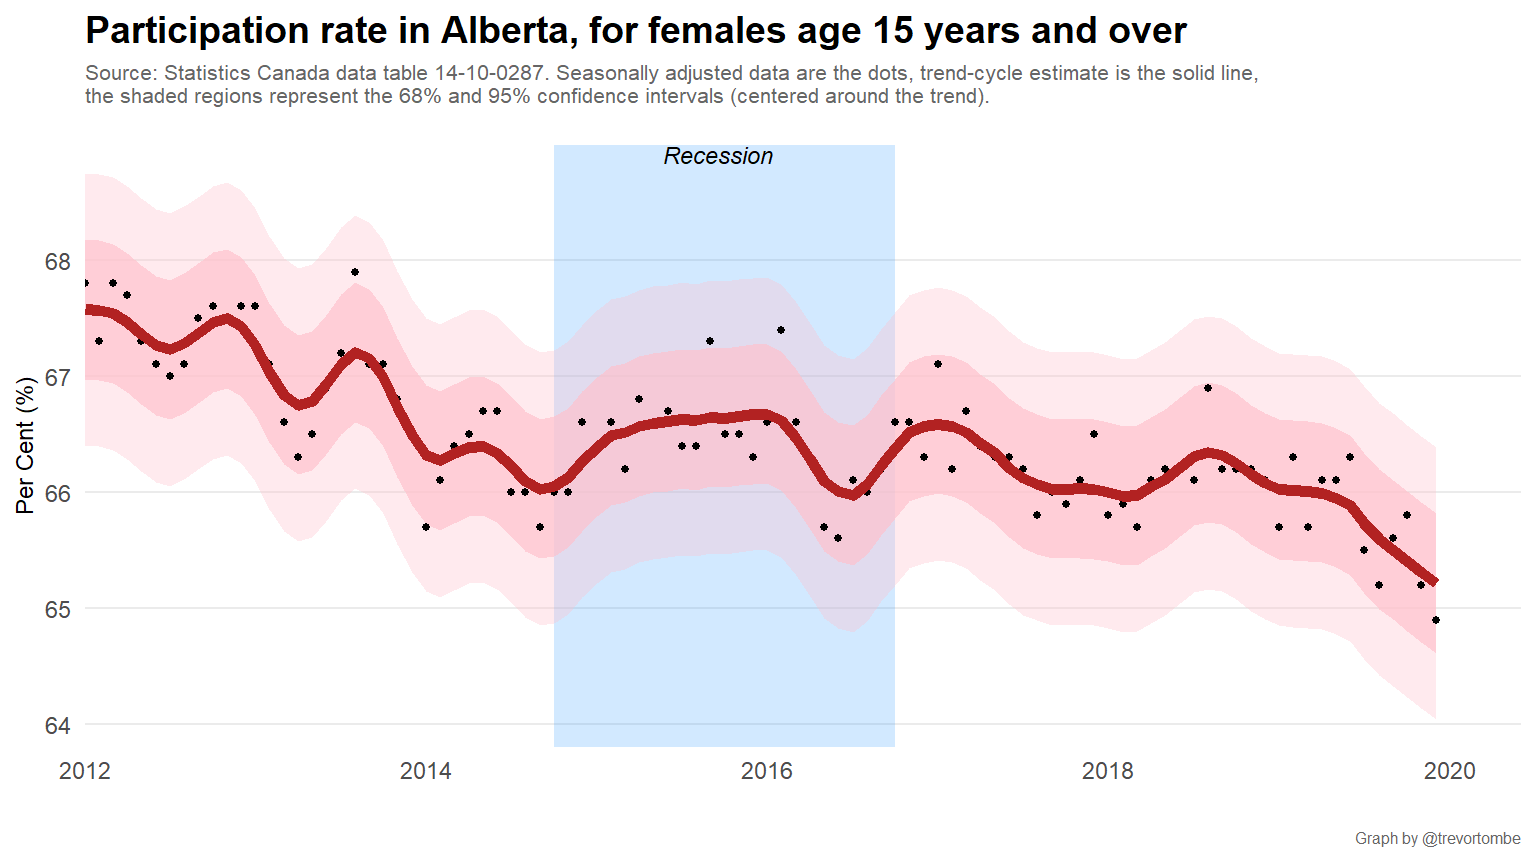 Participation rate in Alberta, for females age 15 years and over
Source: Statistics Canada data table 14-10-0287. Seasonally adjusted data are the dots, trend-cycle estimate is the solid line,
the shaded regions represent the 68% and 95% confidence intervals (centered around the trend).
Recession
68
67
66
65
64
Per Cent (%)
2012 2014 2016 2018 2020
Graph by @trevortombe